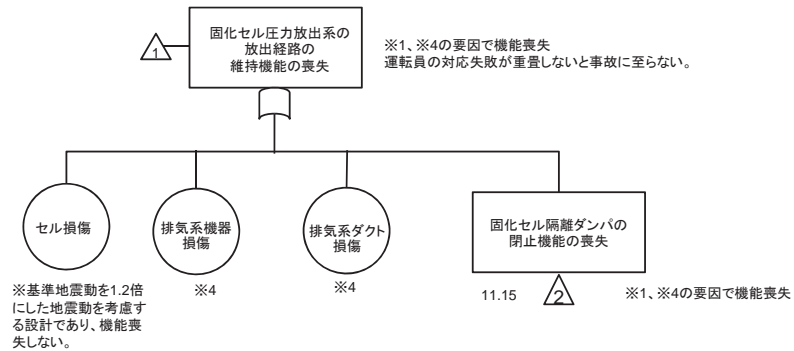 固化セル圧力放出系の
放出経路の
維持機能の喪失
1
※1、※4の要因で機能喪失
運転員の対応失敗が重畳しないと事故に至らない。
セル損傷
排気系機器
損傷
排気系ダクト
損傷
固化セル隔離ダンパの
閉止機能の喪失
※基準地震動を1.2倍
にした地震動を考慮す
る設計であり、機能喪
失しない。
※4
※4
11.15
2
※1、※4の要因で機能喪失